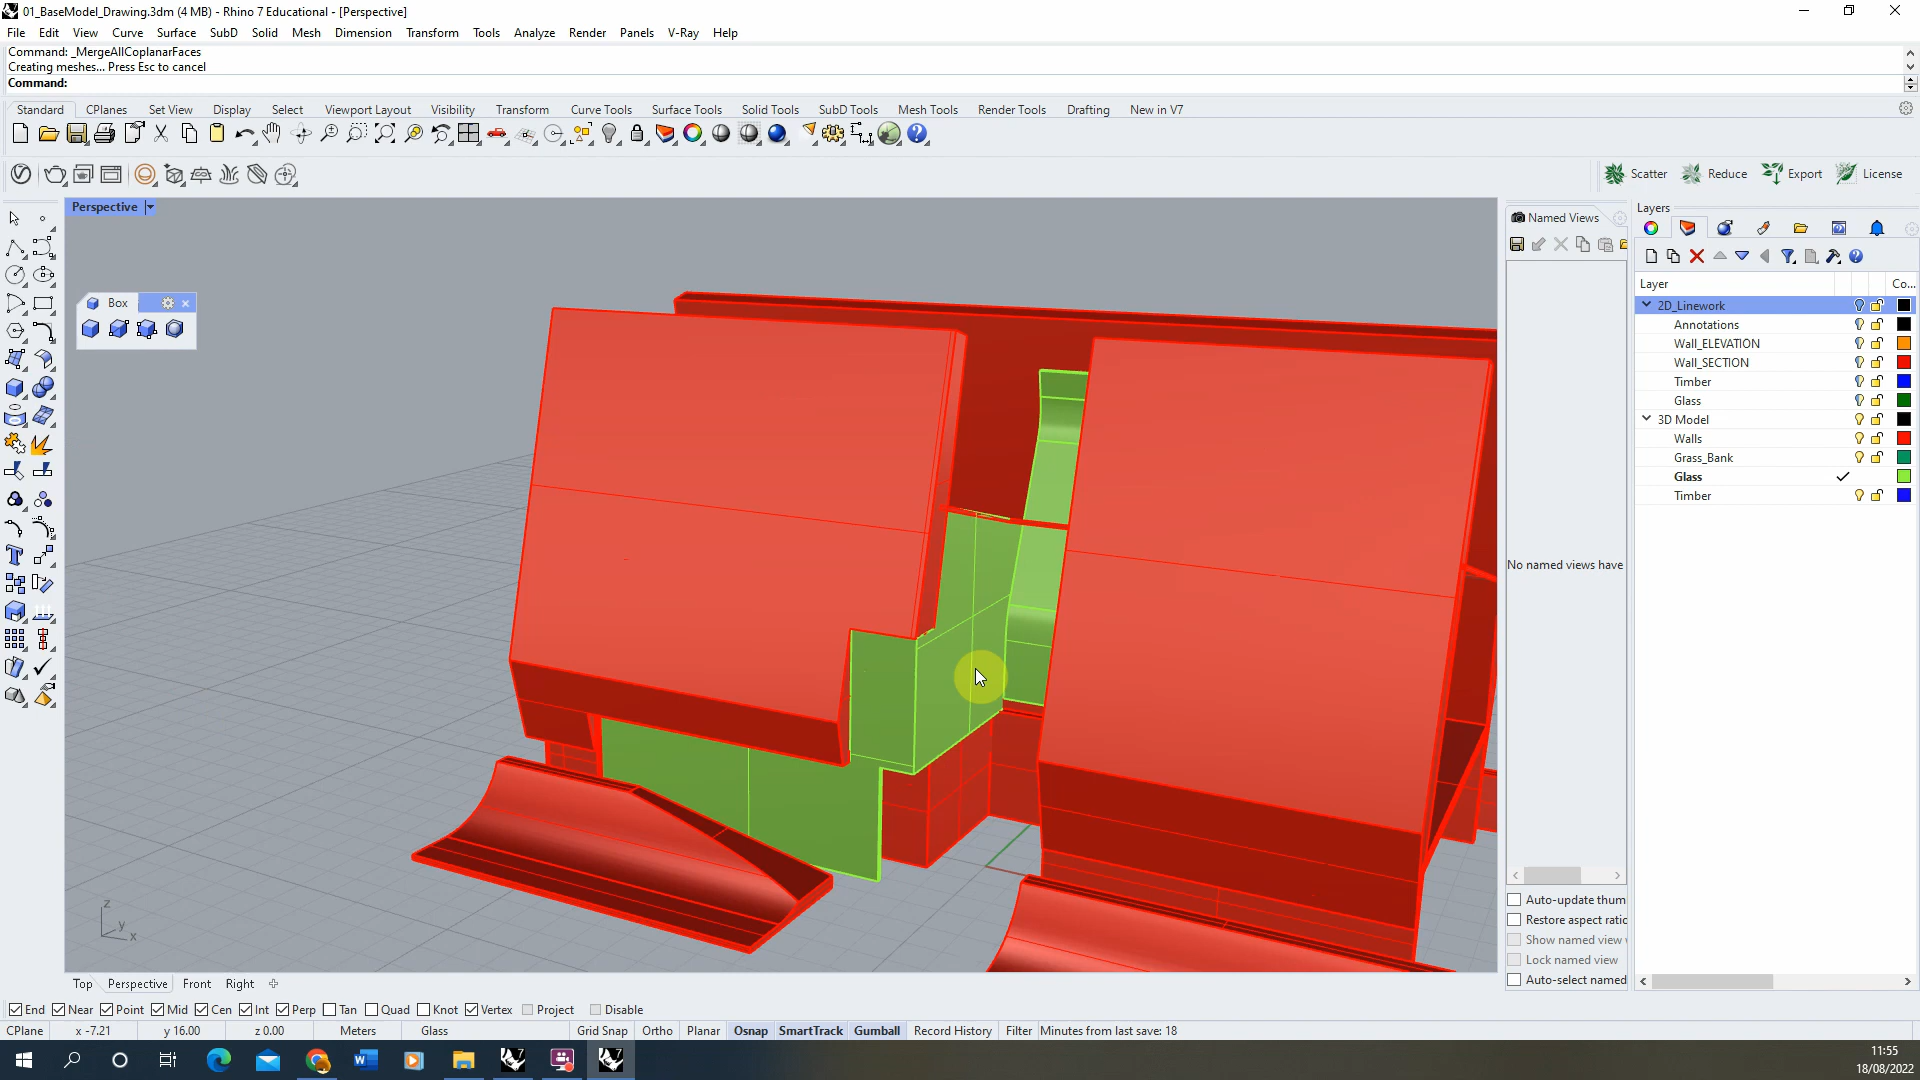 01_BaseModel_Drawing.3dm (4 MB) - Rhino 7 Educational - [Perspective]
File Edit View Curve Surface SubD Solid Mesh Dimension Transform Tools Analyze Render Panels V-Ray Help
Command: _MergeAllCoplanarFaces
Creating meshes... Press Esc to cancel
Command:
Standard CPlanes Set View Display Select Viewport Layout Visibility Transform Curve Tools Surface Tools Solid Tools SubD Tools Mesh Tools Render Tools Drafting New in V7
Scatter Reduce Export License
Perspective
Box
Named Views
No named views have
Auto-update thum
Restore aspect ratio
Show named view
Lock named view
Auto-select named
Layers
Layer Co...
2D_Linework
Annotations
Wall_ELEVATION
Wall_SECTION
Timber
Glass
3D Model
Walls
Grass_Bank
Glass
Timber
z
y
x
Top Perspective Front Right
End Near Point Mid Cen Int Perp Tan Quad Knot Vertex Project Disable
CPlane x -7.21 y 16.00 z 0.00 Meters Glass Grid Snap Ortho Planar Osnap SmartTrack Gumball Record History Filter Minutes from last save: 18
11:55
18/08/2022